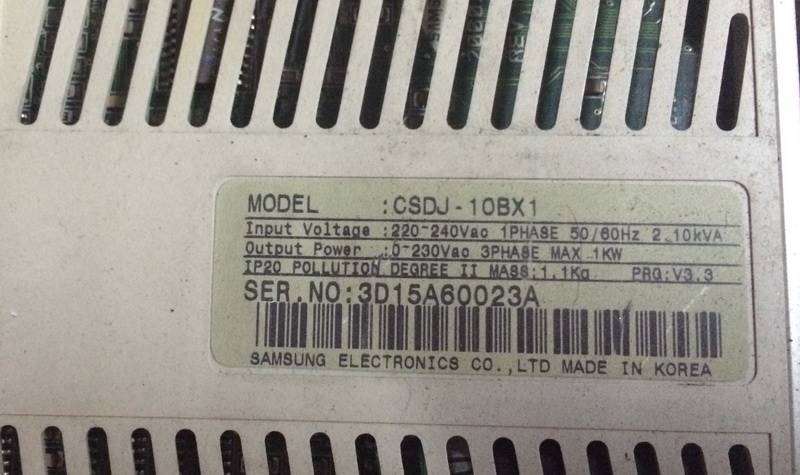 REV
MODEL :CSDJ-10BX1
Input Voltage :220~240Vac 1PHASE 50/60Hz 2.10kVA
Output Power :0~230Vac 3PHASE MAX 1KW
IP20 POLLUTION DEGREE II MASS:1.1Kg PRG:V3.3
SER.NO:3D15A60023A
SAMSUNG ELECTRONICS CO.,LTD MADE IN KOREA